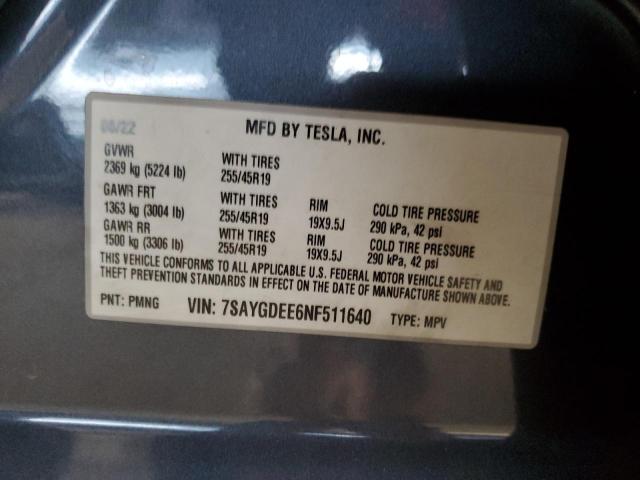 06/22 MFD BY TESLA, INC.
GVWR
2369 kg (5224 lb) WITH TIRES 255/45R19
GAWR FRT
1363 kg (3004 lb) WITH TIRES 255/45R19 RIM 19X9.5J COLD TIRE PRESSURE 290 kPa, 42 psi
GAWR RR
1500 kg (3306 lb) WITH TIRES 255/45R19 RIM 19X9.5J COLD TIRE PRESSURE 290 kPa, 42 psi
THIS VEHICLE CONFORMS TO ALL APPLICABLE U.S. FEDERAL MOTOR VEHICLE SAFETY AND
THEFT PREVENTION STANDARDS IN EFFECT ON THE DATE OF MANUFACTURE SHOWN ABOVE.
PNT: PMNG VIN: 7SAYGDEE6NF511640 TYPE: MPV